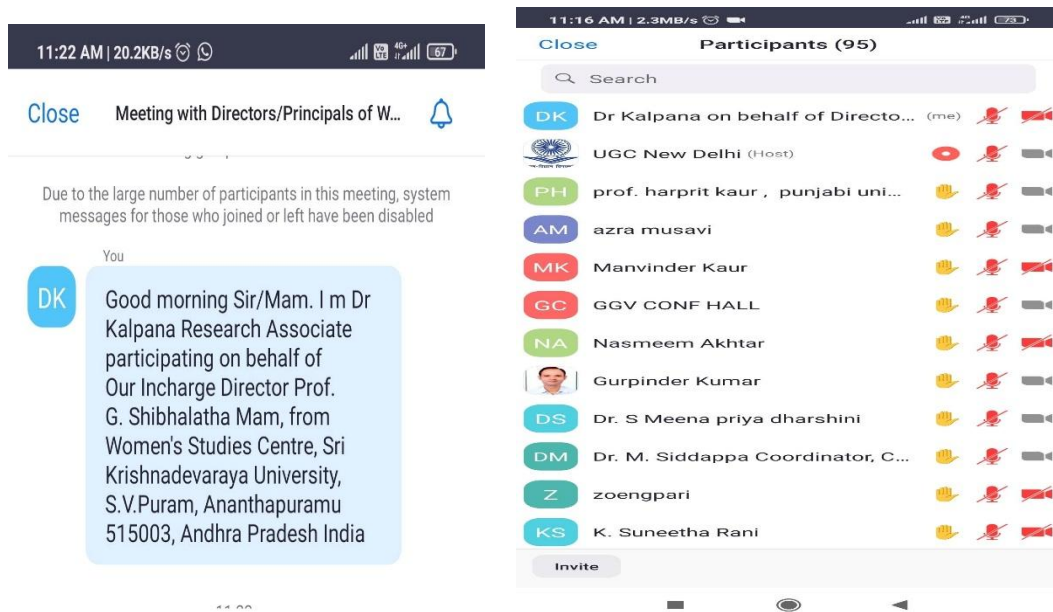 11:22 AM | 20.2KB/s
Vo
LTE
4G+
67
Close
Meeting with Directors/Principals of W...
Due to the large number of participants in this meeting, system
messages for those who joined or left have been disabled
You
DK
Good morning Sir/Mam. I m Dr
Kalpana Research Associate
participating on behalf of
Our Incharge Director Prof.
G. Shibhalatha Mam, from
Women's Studies Centre, Sri
Krishnadevaraya University,
S.V.Puram, Ananthapuramu
515003, Andhra Pradesh India
11:16 AM | 2.3MB/s
4G
73
Close
Participants (95)
Search
DK Dr Kalpana on behalf of Directo... (me)
UGC New Delhi (Host)
PH prof. harprit kaur , punjabi uni...
AM azra musavi
MK Manvinder Kaur
GC GGV CONF HALL
NA Nasmeem Akhtar
Gurpinder Kumar
DS Dr. S Meena priya dharshini
DM Dr. M. Siddappa Coordinator, C...
Z zoengpari
KS K. Suneetha Rani
Invite